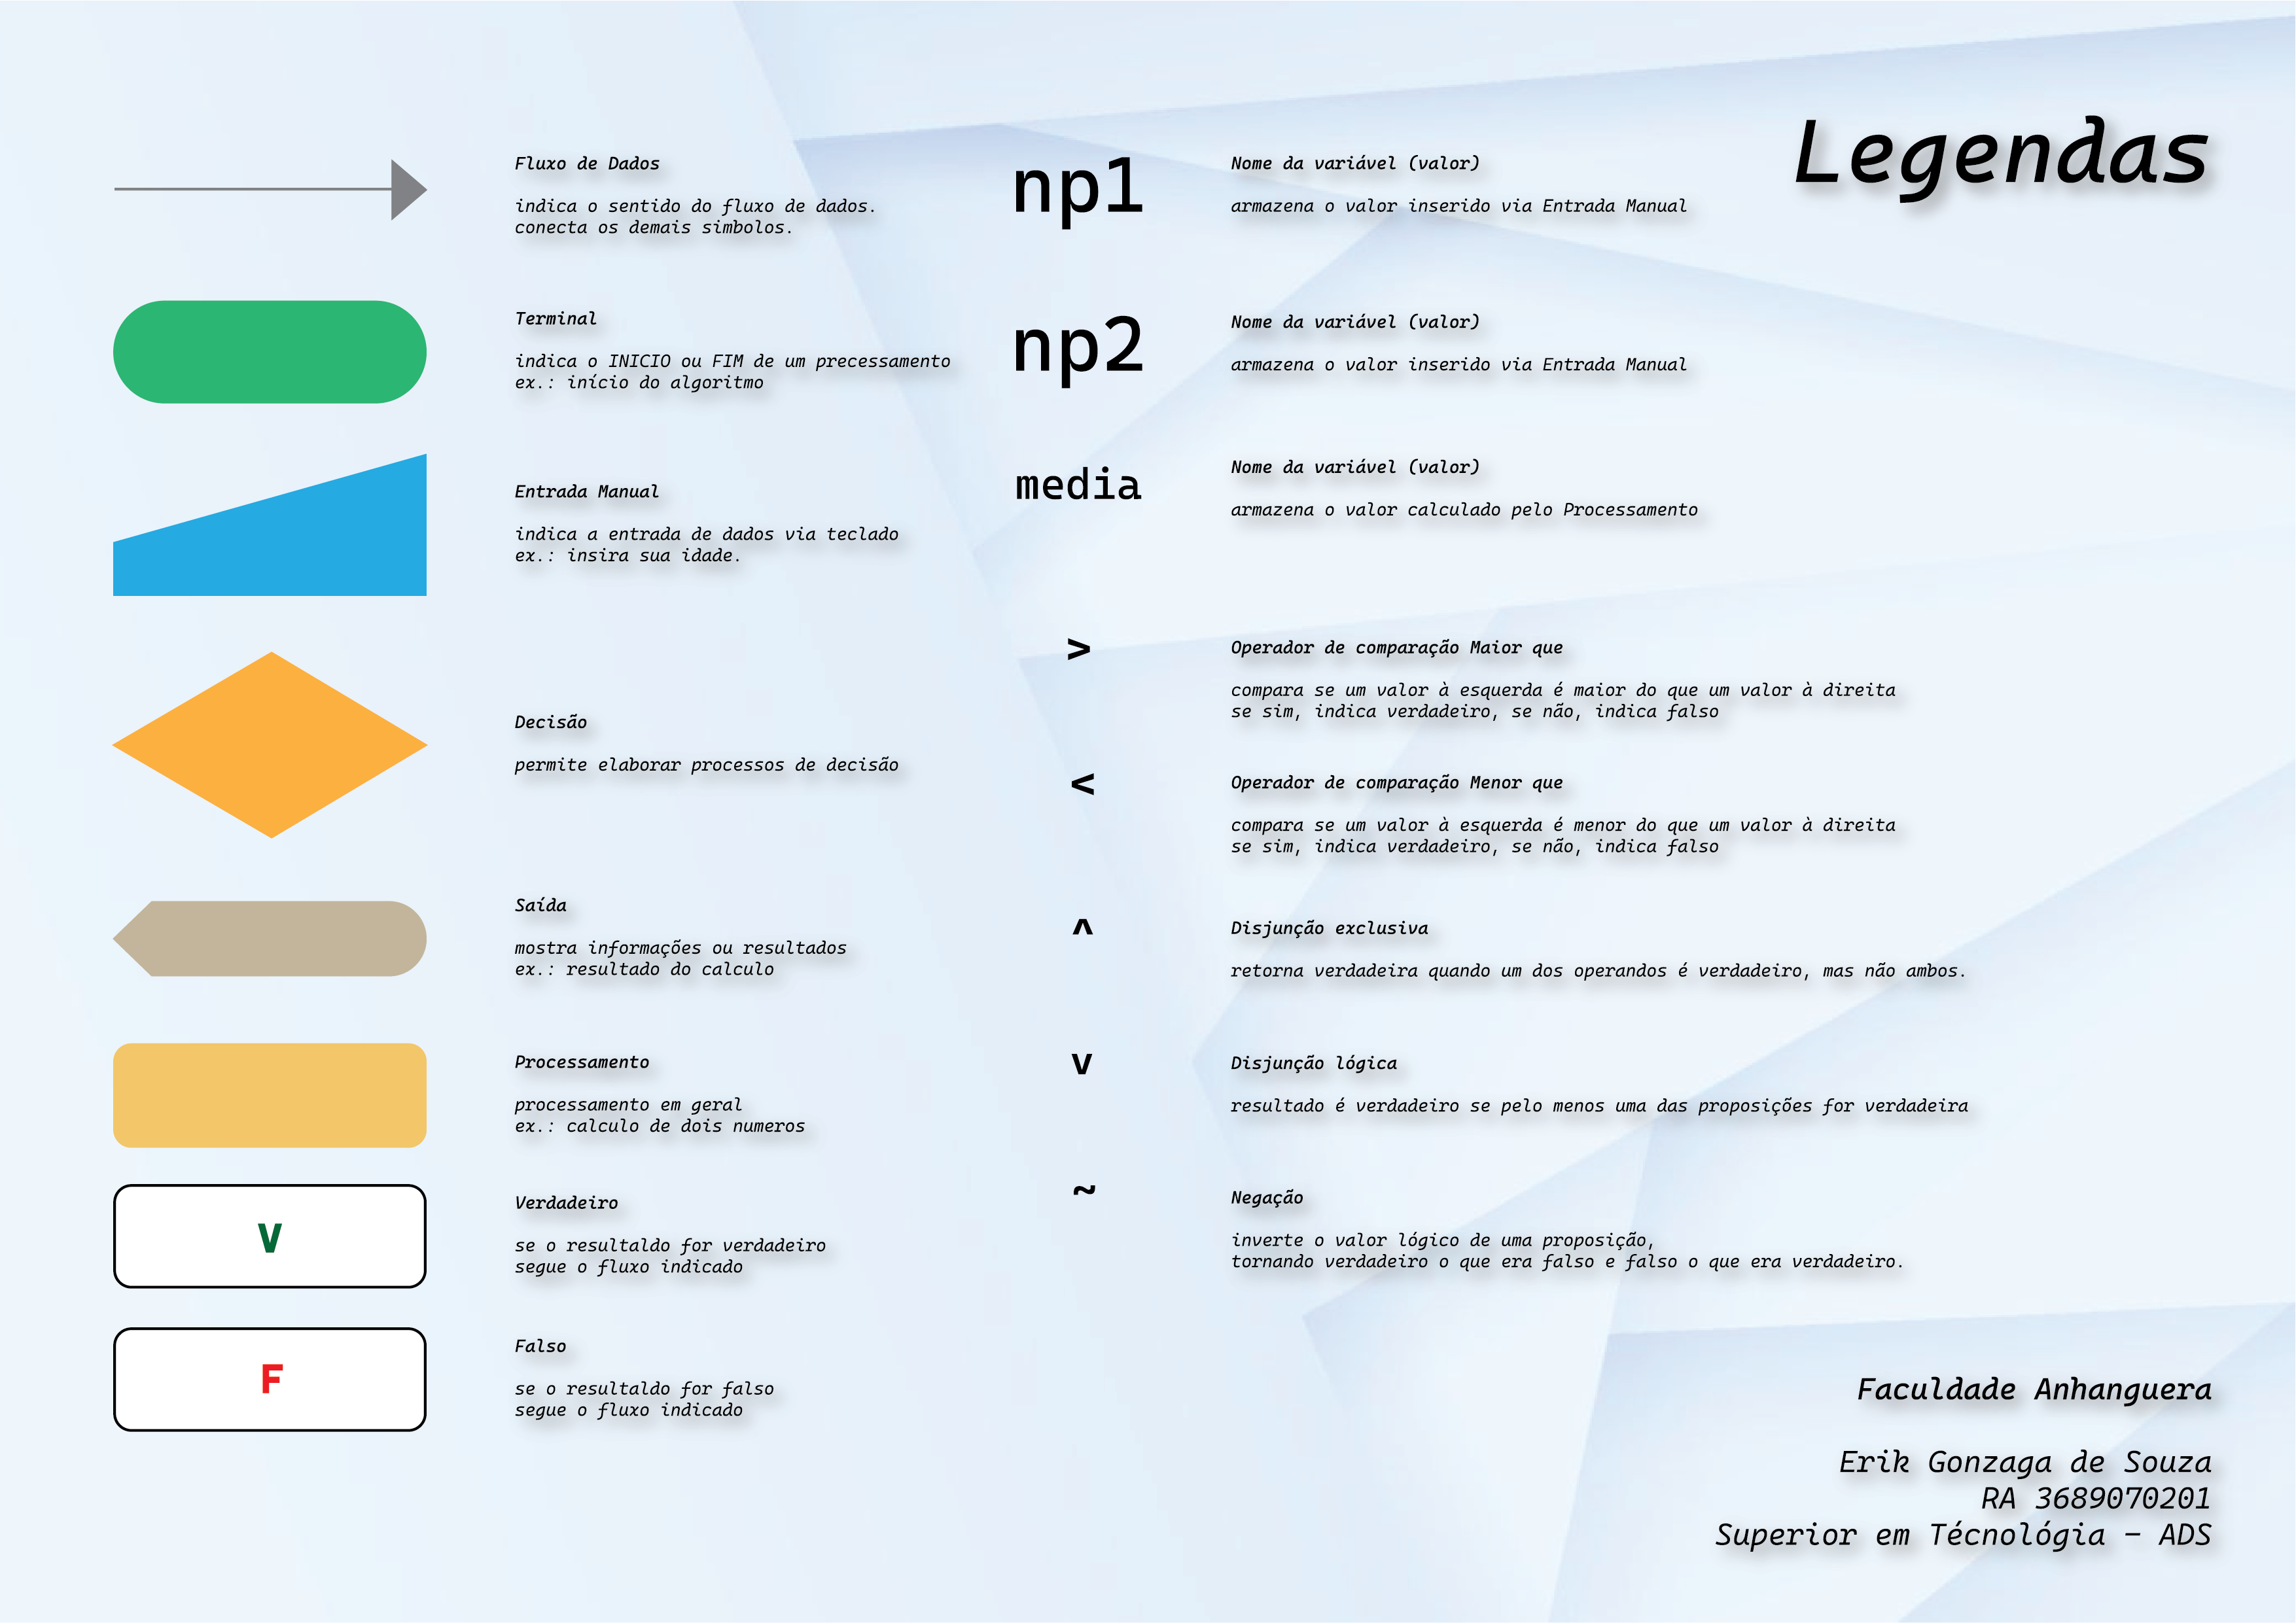 Legendas
Fluxo de Dados
indica o sentido do fluxo de dados.
conecta os demais simbolos.
Terminal
indica o INICIO ou FIM de um precessamento
ex.: início do algoritmo
Entrada Manual
indica a entrada de dados via teclado
ex.: insira sua idade.
Decisão
permite elaborar processos de decisão
Saída
mostra informações ou resultados
ex.: resultado do calculo
Processamento
processamento em geral
ex.: calculo de dois numeros
V
Verdadeiro
se o resultaldo for verdadeiro
segue o fluxo indicado
F
Falso
se o resultaldo for falso
segue o fluxo indicado
np1
Nome da variável (valor)
armazena o valor inserido via Entrada Manual
np2
Nome da variável (valor)
armazena o valor inserido via Entrada Manual
media
Nome da variável (valor)
armazena o valor calculado pelo Processamento
>
Operador de comparação Maior que
compara se um valor à esquerda é maior do que um valor à direita
se sim, indica verdadeiro, se não, indica falso
<
Operador de comparação Menor que
compara se um valor à esquerda é menor do que um valor à direita
se sim, indica verdadeiro, se não, indica falso
^
Disjunção exclusiva
retorna verdadeira quando um dos operandos é verdadeiro, mas não ambos.
v
Disjunção lógica
resultado é verdadeiro se pelo menos uma das proposições for verdadeira
~
Negação
inverte o valor lógico de uma proposição,
tornando verdadeiro o que era falso e falso o que era verdadeiro.
Faculdade Anhanguera
Erik Gonzaga de Souza
RA 3689070201
Superior em Técnológia – ADS